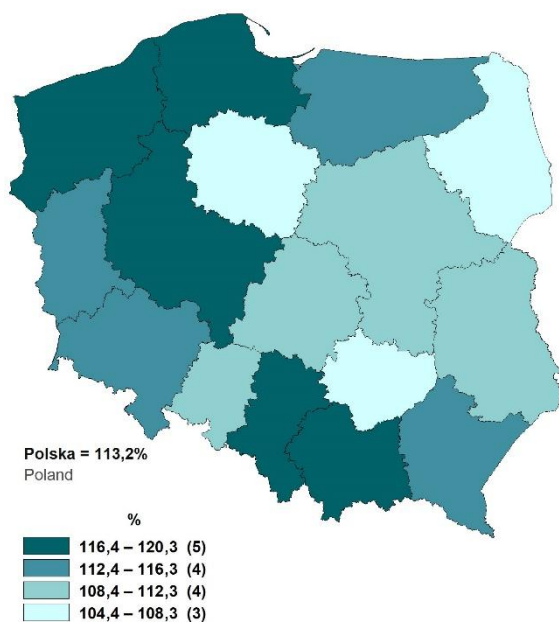 Polska = 113,2%
Poland
%
116,4 – 120,3 (5)
112,4 – 116,3 (4)
108,4 – 112,3 (4)
104,4 – 108,3 (3)